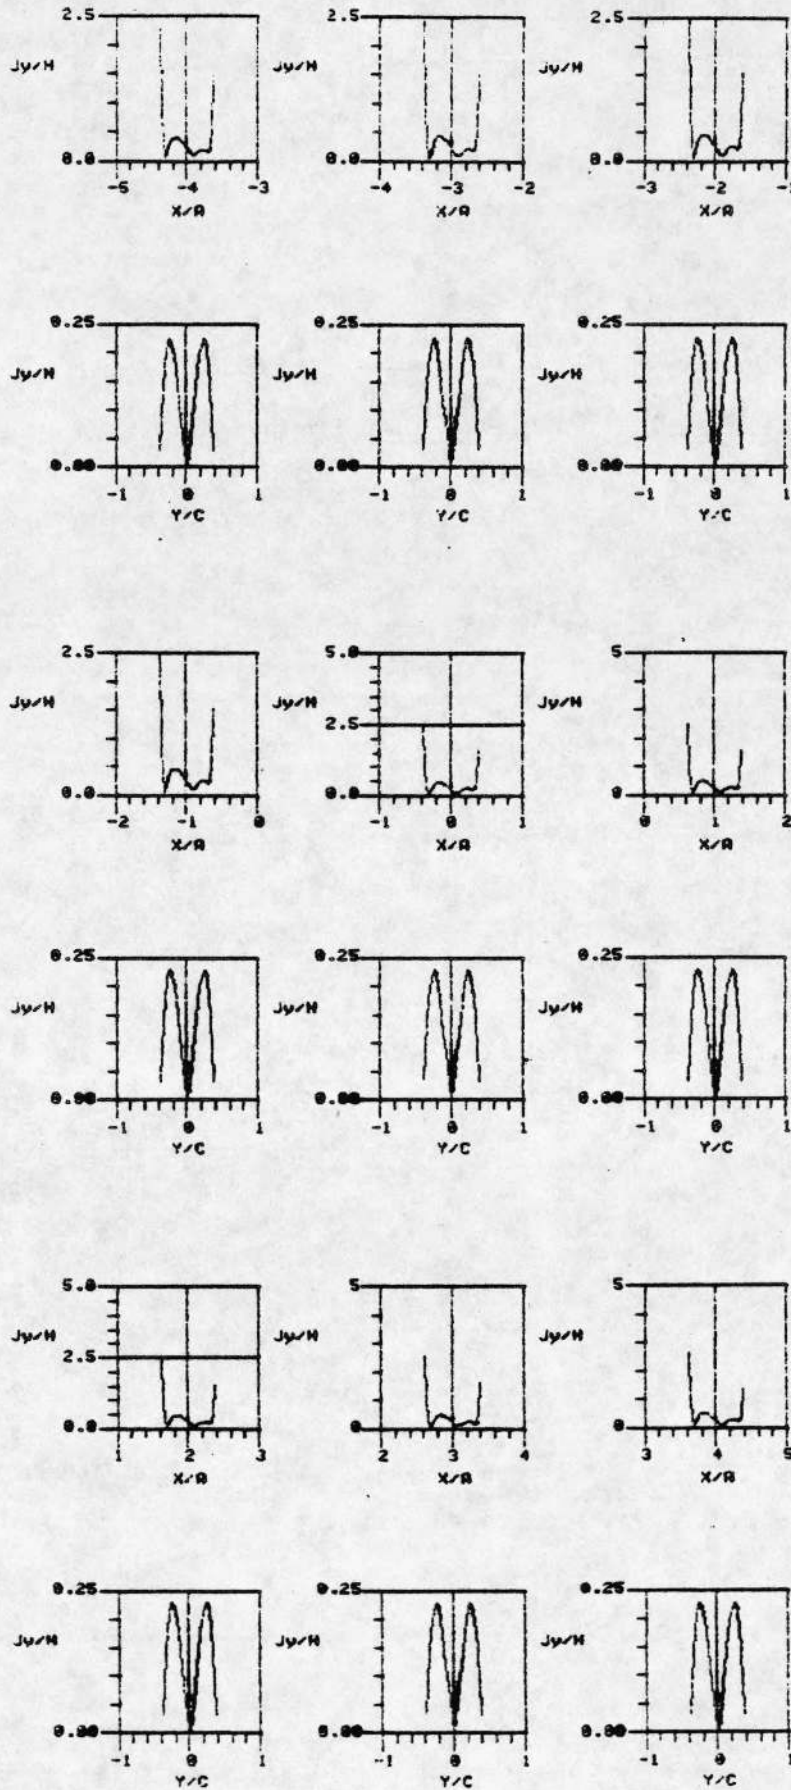 2.5 2.5 2.5
Jy/H Jy/H Jy/H
0.0 0.0 0.0
-5 -4 -3 -4 -3 -2 -3 -2 -1
X/A X/A X/A
0.25 0.25 0.25
Jy/H Jy/H Jy/H
0.00 0.00 0.00
-1 0 1 -1 0 1 -1 0 1
Y/C Y/C Y/C
2.5 5.0 5
Jy/H Jy/H 2.5 Jy/H
0.0 0.0 0
-2 -1 0 -1 0 1 0 1 2
X/A X/A X/A
0.25 0.25 0.25
Jy/H Jy/H Jy/H
0.00 0.00 0.00
-1 0 1 -1 0 1 -1 0 1
Y/C Y/C Y/C
5.0 5 5
Jy/H 2.5 Jy/H Jy/H
0.0 0 0
1 2 3 2 3 4 3 4 5
X/A X/A X/A
0.25 0.25 0.25
Jy/H Jy/H Jy/H
0.00 0.00 0.00
-1 0 1 -1 0 1 -1 0 1
Y/C Y/C Y/C